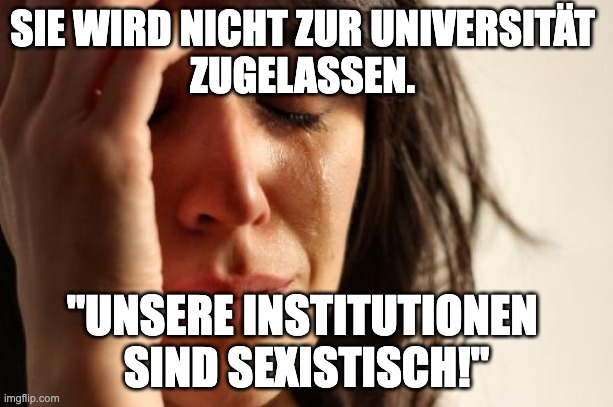 SIE WIRD NICHT ZUR UNIVERSITÄT
ZUGELASSEN.
"UNSERE INSTITUTIONEN
SIND SEXISTISCH!"
imgflip.com